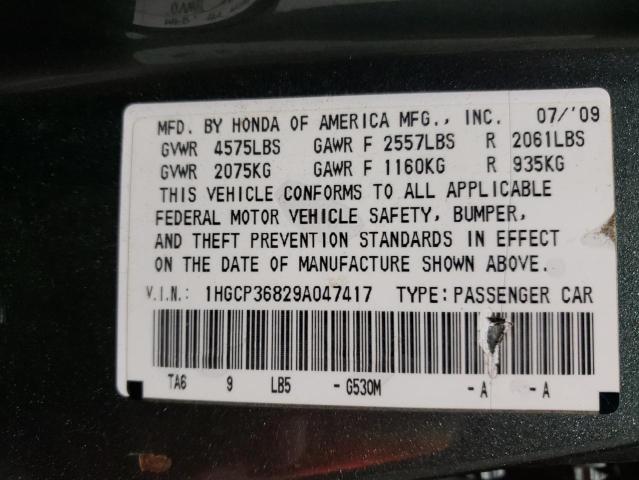 MFD. BY HONDA OF AMERICA MFG., INC. 07/'09
GVWR 4575LBS GAWR F 2557LBS R 2061LBS
GVWR 2075KG GAWR F 1160KG R 935KG
THIS VEHICLE CONFORMS TO ALL APPLICABLE
FEDERAL MOTOR VEHICLE SAFETY, BUMPER,
AND THEFT PREVENTION STANDARDS IN EFFECT
ON THE DATE OF MANUFACTURE SHOWN ABOVE.
V.I.N.: 1HGCP36829A047417 TYPE: PASSENGER CAR
TA6 9 LB5 - G530M - A - A